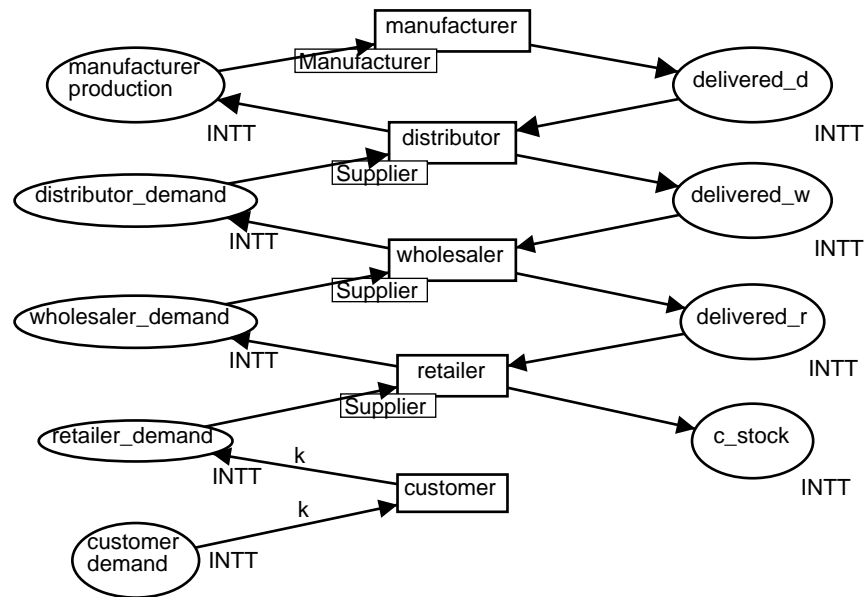 manufacturer
manufacturer
production
Manufacturer
delivered_d
INTT
INTT
distributor
Supplier
distributor_demand
delivered_w
INTT
INTT
wholesaler
Supplier
wholesaler_demand
delivered_r
INTT
INTT
retailer
Supplier
retailer_demand
c_stock
k
INTT
customer
INTT
k
customer
demand
INTT